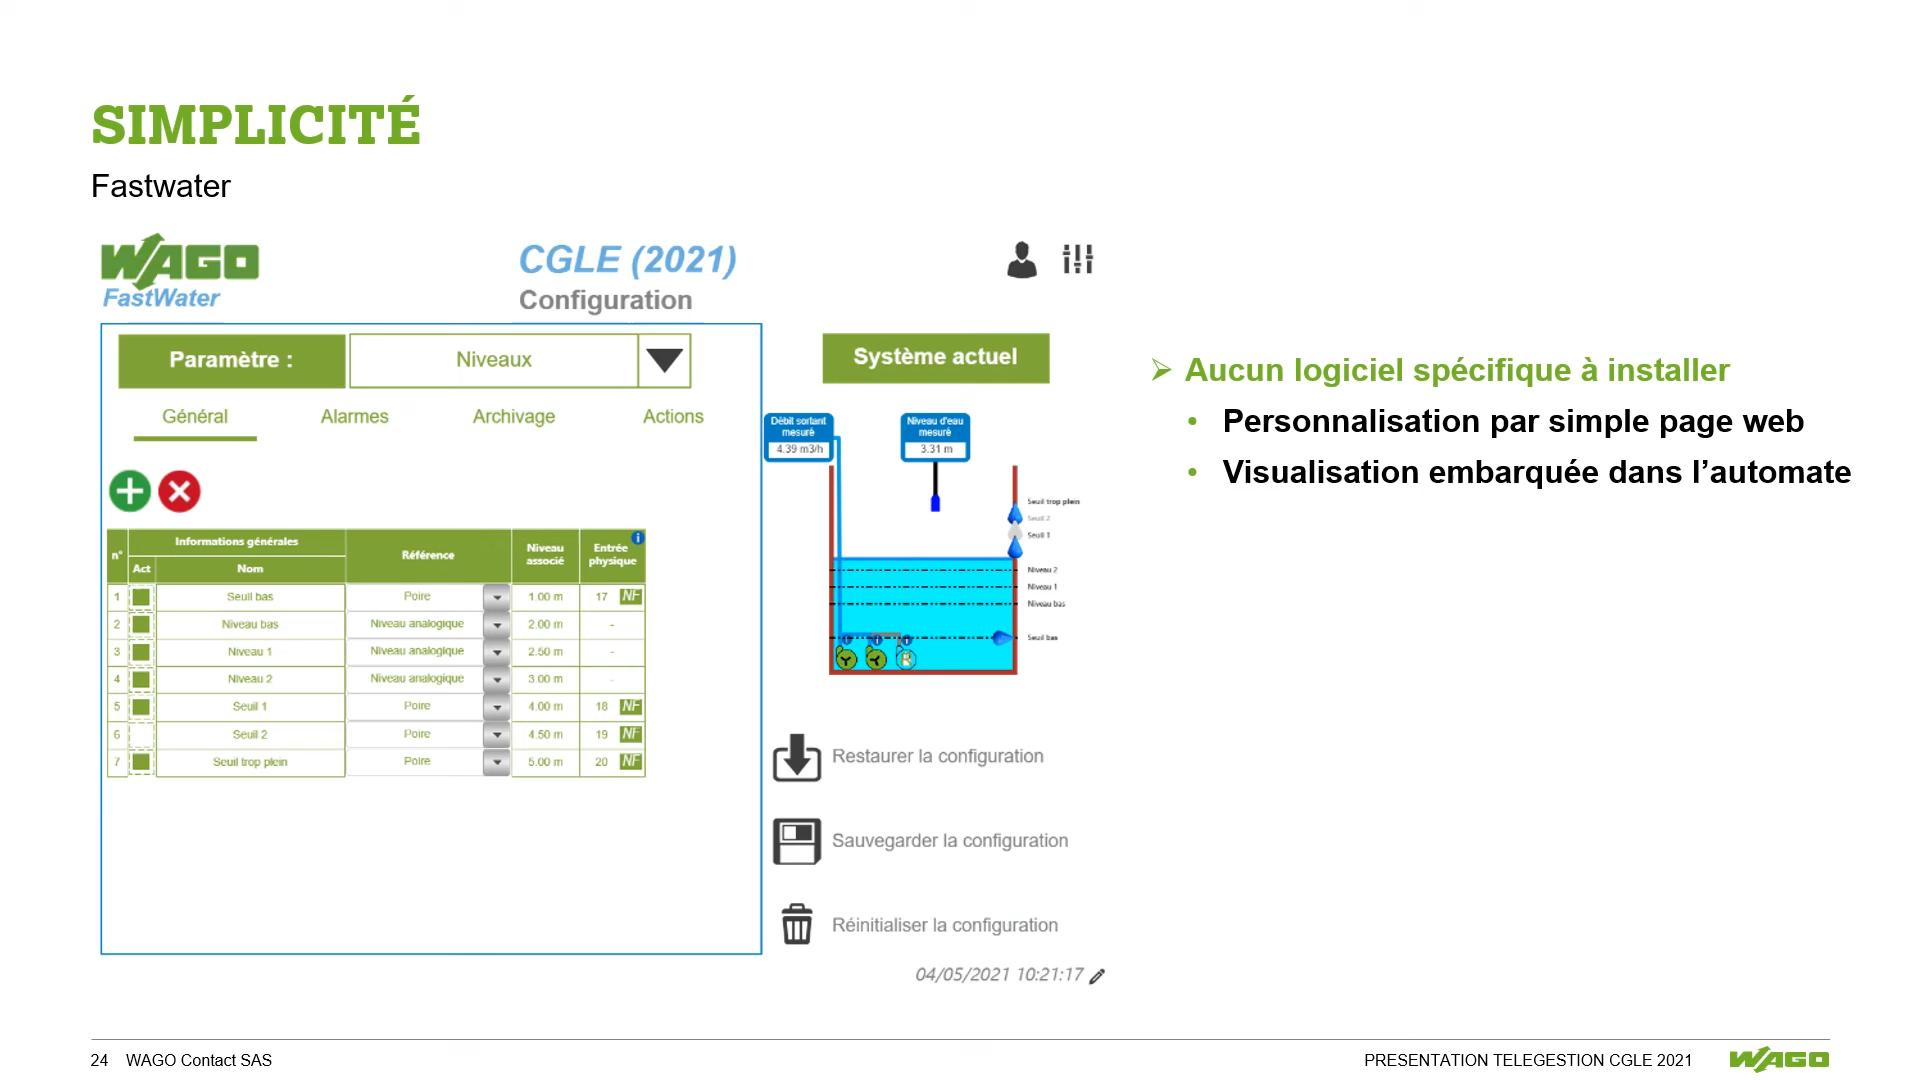 SIMPLICITÉ
Fastwater
WAGO
FastWater
CGLE (2021)
Configuration
Paramètre :
Niveaux
Système actuel
Général
Alarmes
Archivage
Actions
Débit sortant
mesuré
4.39 m3/h
Niveau d'eau
mesuré
3.31 m
n°
Informations générales
Act
Nom
Référence
Niveau
associé
Entrée
physique
i
1 Seuil bas Poire 1.00 m 17 NF
2 Niveau bas Niveau analogique 2.00 m -
3 Niveau 1 Niveau analogique 2.50 m -
4 Niveau 2 Niveau analogique 3.00 m -
5 Seuil 1 Poire 4.00 m 18 NF
6 Seuil 2 Poire 4.50 m 19 NF
7 Seuil trop plein Poire 5.00 m 20 NF
Seuil trop plein
Seuil 2
Seuil 1
Niveau 2
Niveau 1
Niveau bas
Seuil bas
Restaurer la configuration
Sauvegarder la configuration
Réinitialiser la configuration
04/05/2021 10:21:17
➢ Aucun logiciel spécifique à installer
• Personnalisation par simple page web
• Visualisation embarquée dans l’automate
24 WAGO Contact SAS
PRESENTATION TELEGESTION CGLE 2021
WAGO